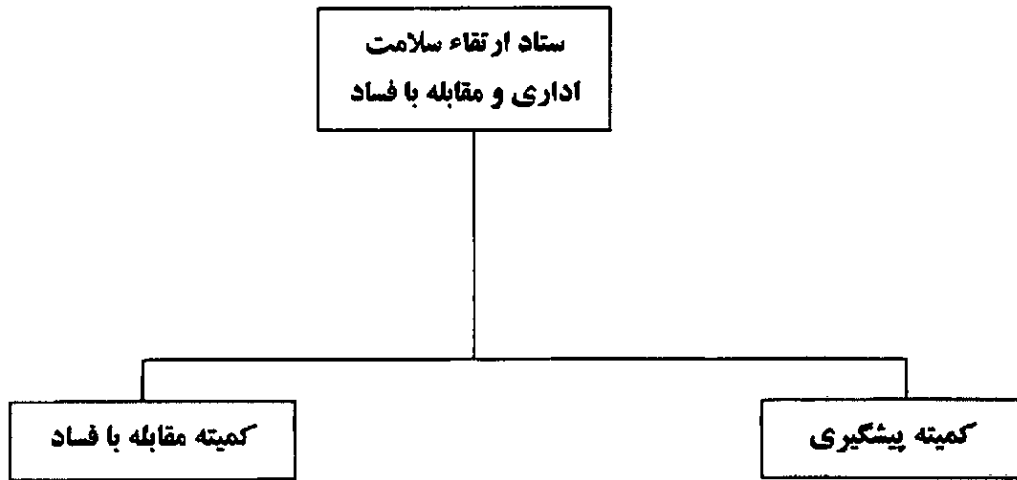 ستاد ارتقاء سلامت
اداری و مقابله با فساد
کمیته پیشگیری
کمیته مقابله با فساد